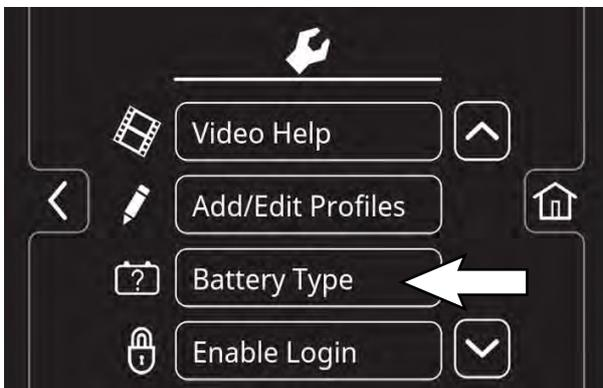 Video Help
Add/Edit Profiles
?
Battery Type
Enable Login